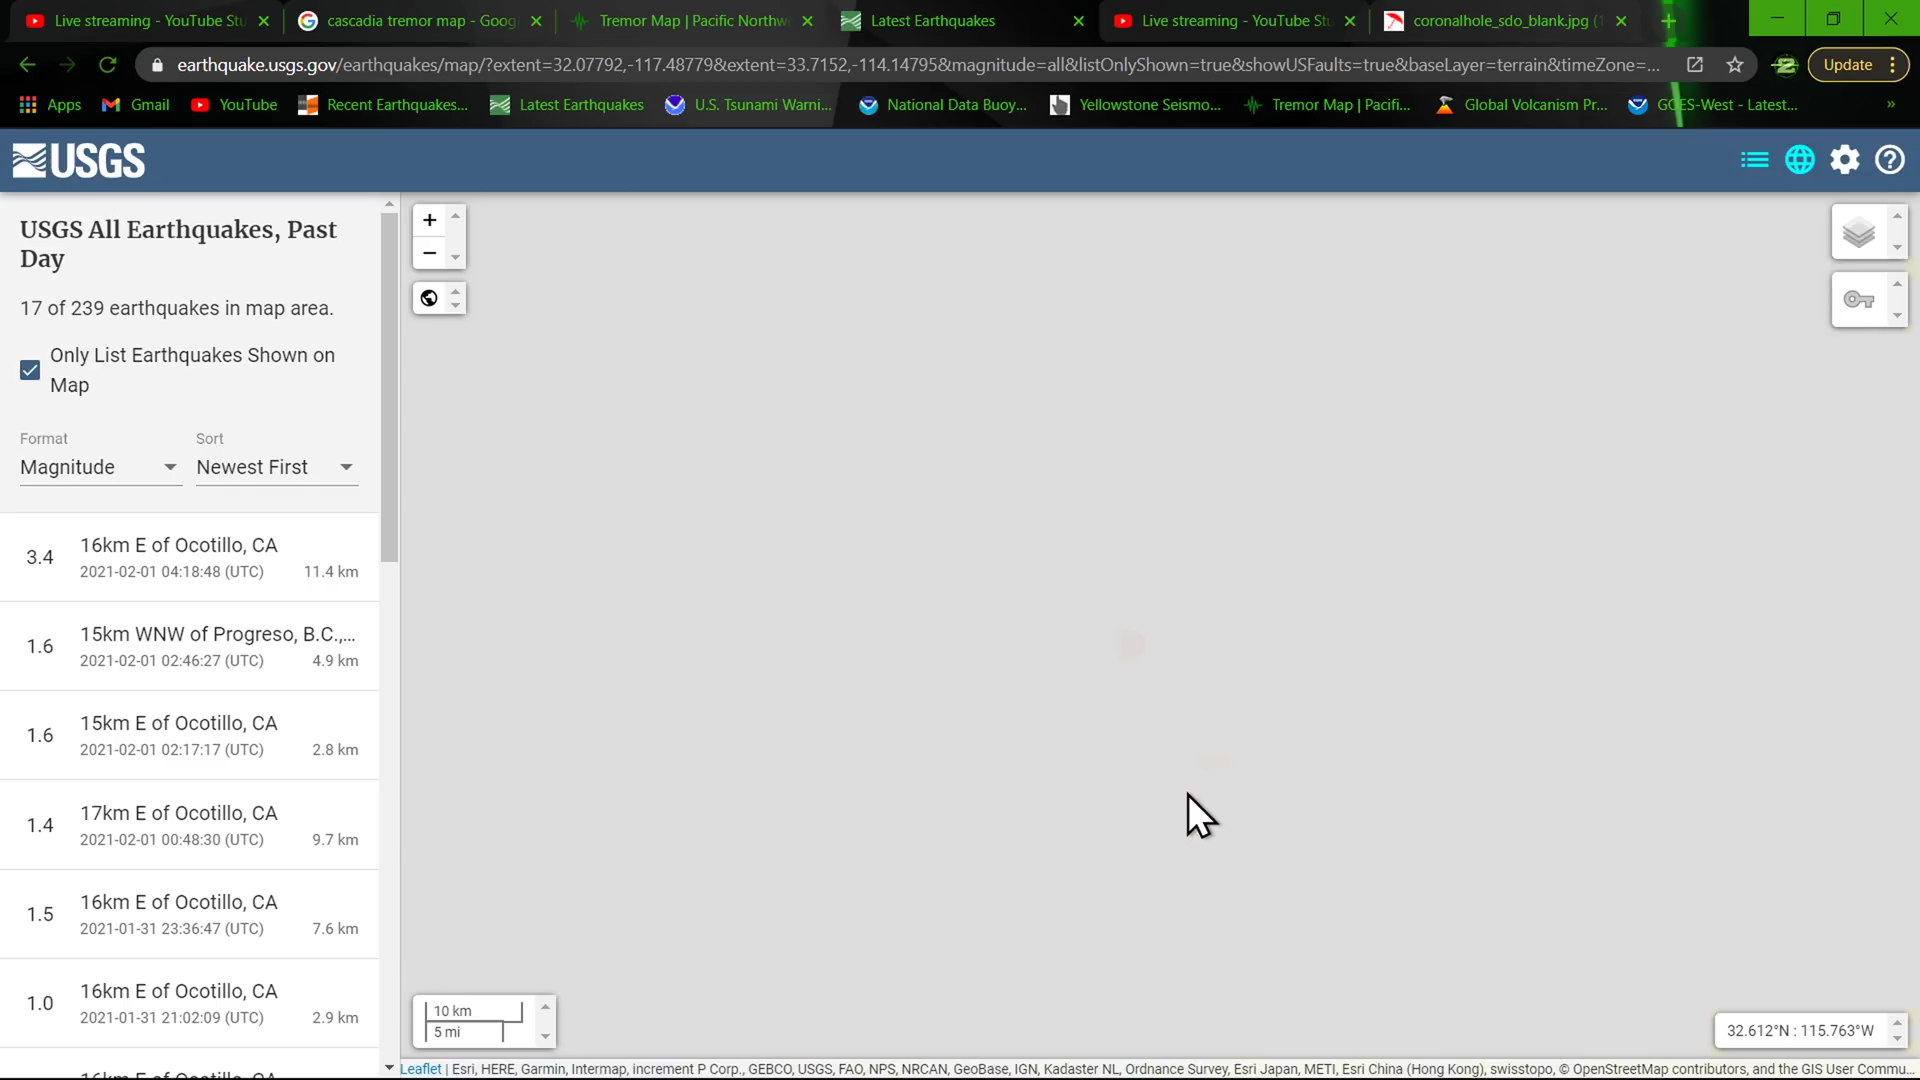 Live streaming - YouTube Stu
cascadia tremor map - Goog
Tremor Map | Pacific Northw
Latest Earthquakes
Live streaming - YouTube Stu
coronalhole_sdo_blank.jpg (1
earthquake.usgs.gov/earthquakes/map/?extent=32.07792,-117.48779&extent=33.7152,-114.14795&magnitude=all&listOnlyShown=true&showUSFaults=true&baseLayer=terrain&timeZone=...
Update
Apps
Gmail
YouTube
Recent Earthquakes...
Latest Earthquakes
U.S. Tsunami Warni...
National Data Buoy...
Yellowstone Seismo...
Tremor Map | Pacifi...
Global Volcanism Pr...
GOES-West - Latest...
»
USGS
USGS All Earthquakes, Past
Day
17 of 239 earthquakes in map area.
Only List Earthquakes Shown on
Map
Format
Sort
Magnitude
Newest First
3.4
16km E of Ocotillo, CA
2021-02-01 04:18:48 (UTC) 11.4 km
1.6
15km WNW of Progreso, B.C.,...
2021-02-01 02:46:27 (UTC) 4.9 km
1.6
15km E of Ocotillo, CA
2021-02-01 02:17:17 (UTC) 2.8 km
1.4
17km E of Ocotillo, CA
2021-02-01 00:48:30 (UTC) 9.7 km
1.5
16km E of Ocotillo, CA
2021-01-31 23:36:47 (UTC) 7.6 km
1.0
16km E of Ocotillo, CA
2021-01-31 21:02:09 (UTC) 2.9 km
16km E of Ocotillo, CA
+
−
10 km
5 mi
32.612°N : 115.763°W
Leaflet | Esri, HERE, Garmin, Intermap, increment P Corp., GEBCO, USGS, FAO, NPS, NRCAN, GeoBase, IGN, Kadaster NL, Ordnance Survey, Esri Japan, METI, Esri China (Hong Kong), swisstopo, © OpenStreetMap contributors, and the GIS User Commu...